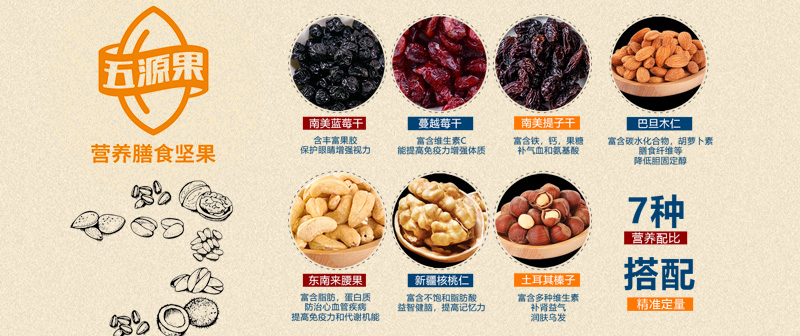 五源果
营养膳食坚果
南美蓝莓干
含丰富果胶
保护眼睛增强视力
蔓越莓干
富含维生素C
能提高免疫力增强体质
南美提子干
富含铁，钙，果糖
补气血和氨基酸
巴旦木仁
富含碳水化合物，胡萝卜素
膳食纤维等
降低胆固定醇
东南来腰果
富含脂肪，蛋白质
防治心血管疾病
提高免疫力和代谢机能
新疆核桃仁
富含不饱和脂肪酸
益智健脑，提高记忆力
土耳其榛子
富含多种维生素
补肾益气
润肤乌发
7种
营养配比
搭配
精准定量